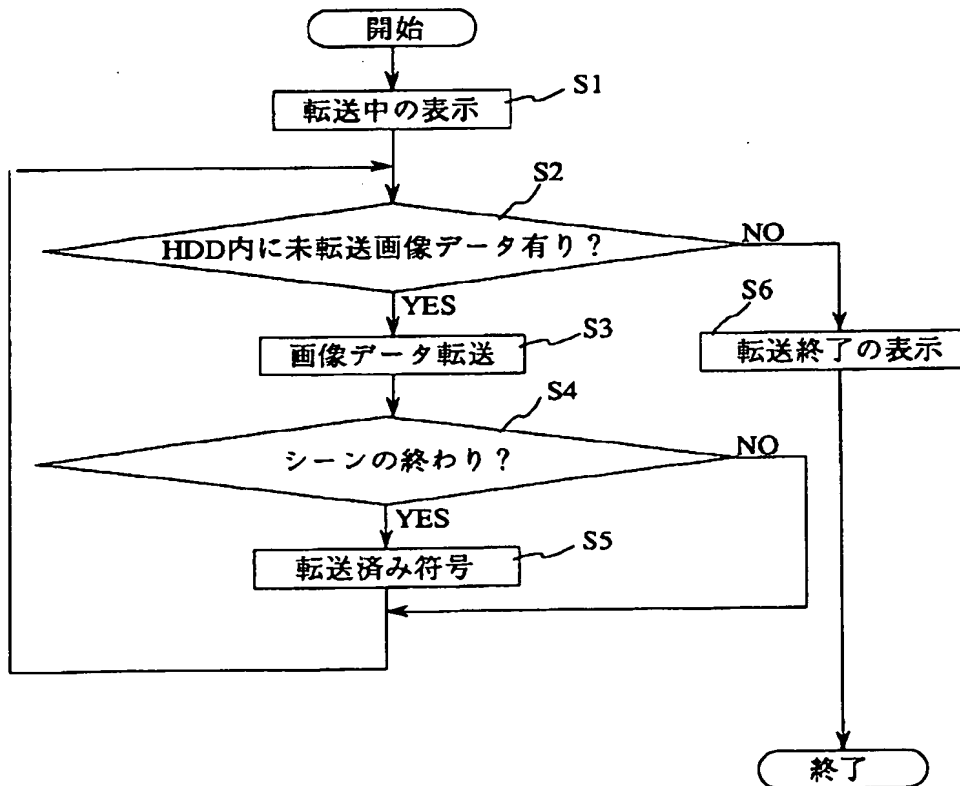 開始
S1
転送中の表示
S2
HDD内に未転送画像データ有り？
NO
YES
S6
転送終了の表示
S3
画像データ転送
S4
シーンの終わり？
NO
YES
S5
転送済み符号
終了